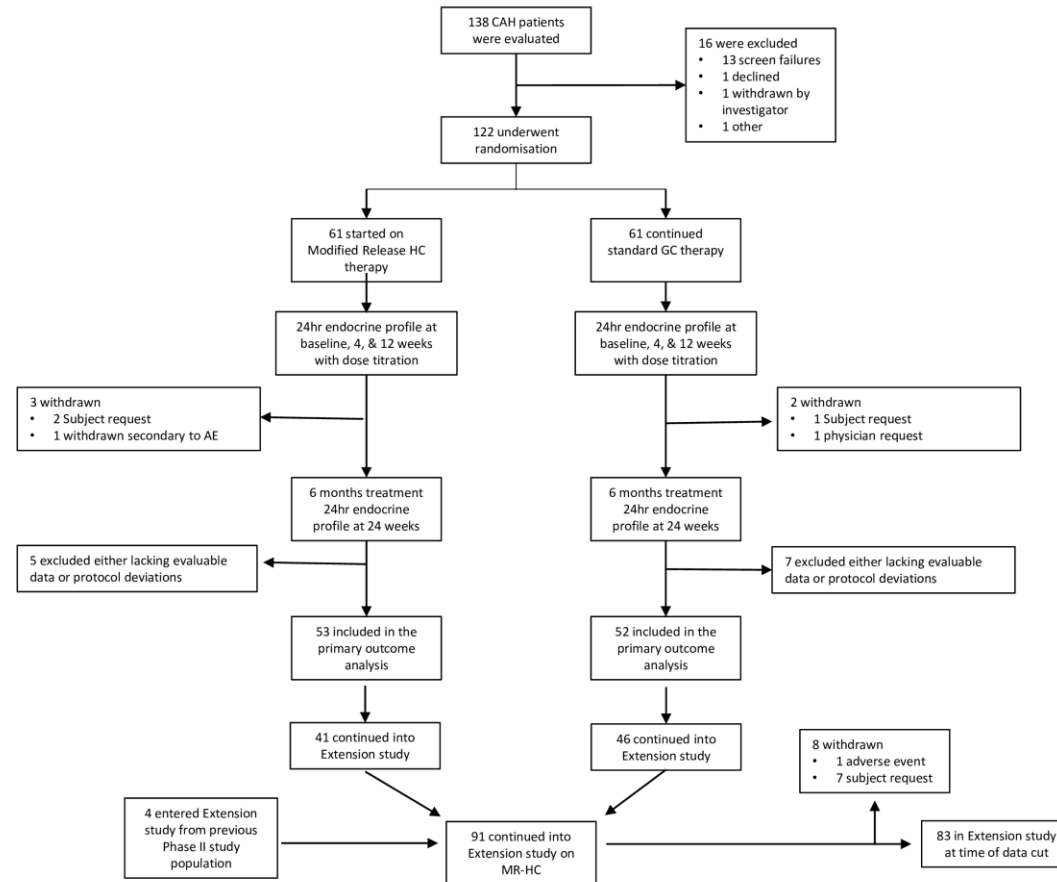 138 CAH patients
were evaluated
16 were excluded
• 13 screen failures
• 1 declined
• 1 withdrawn by
investigator
• 1 other
122 underwent
randomisation
61 started on
Modified Release HC
therapy
61 continued
standard GC therapy
24hr endocrine profile at
baseline, 4, & 12 weeks
with dose titration
24hr endocrine profile at
baseline, 4, & 12 weeks
with dose titration
3 withdrawn
• 2 Subject request
• 1 withdrawn secondary to AE
2 withdrawn
• 1 Subject request
• 1 physician request
6 months treatment
24hr endocrine
profile at 24 weeks
6 months treatment
24hr endocrine
profile at 24 weeks
5 excluded either lacking evaluable
data or protocol deviations
7 excluded either lacking evaluable
data or protocol deviations
53 included in the
primary outcome
analysis
52 included in the
primary outcome
analysis
41 continued into
Extension study
46 continued into
Extension study
8 withdrawn
• 1 adverse event
• 7 subject request
4 entered Extension
study from previous
Phase II study
population
91 continued into
Extension study on
MR-HC
83 in Extension study
at time of data cut